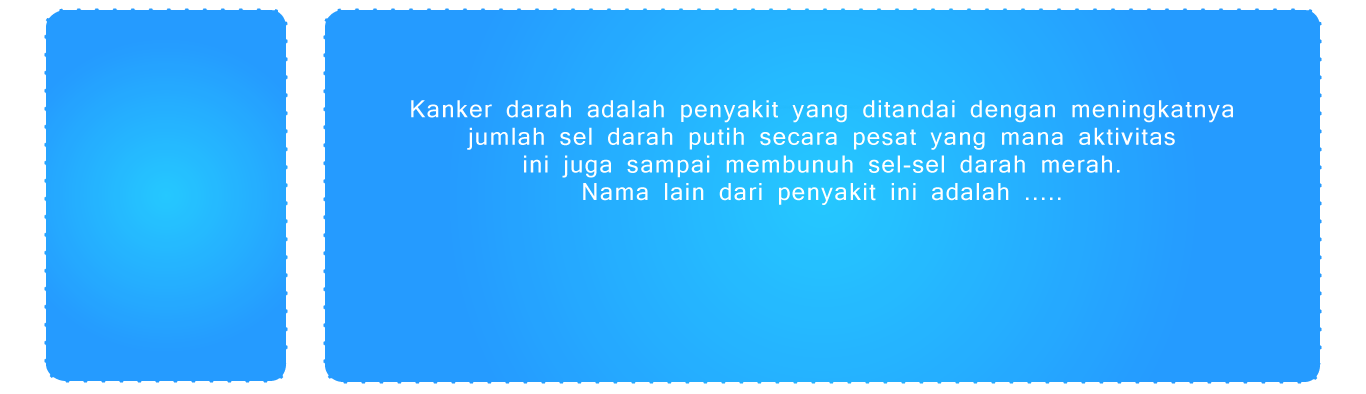 Kanker darah adalah penyakit yang ditandai dengan meningkatnya
jumlah sel darah putih secara pesat yang mana aktivitas
ini juga sampai membunuh sel-sel darah merah.
Nama lain dari penyakit ini adalah .....